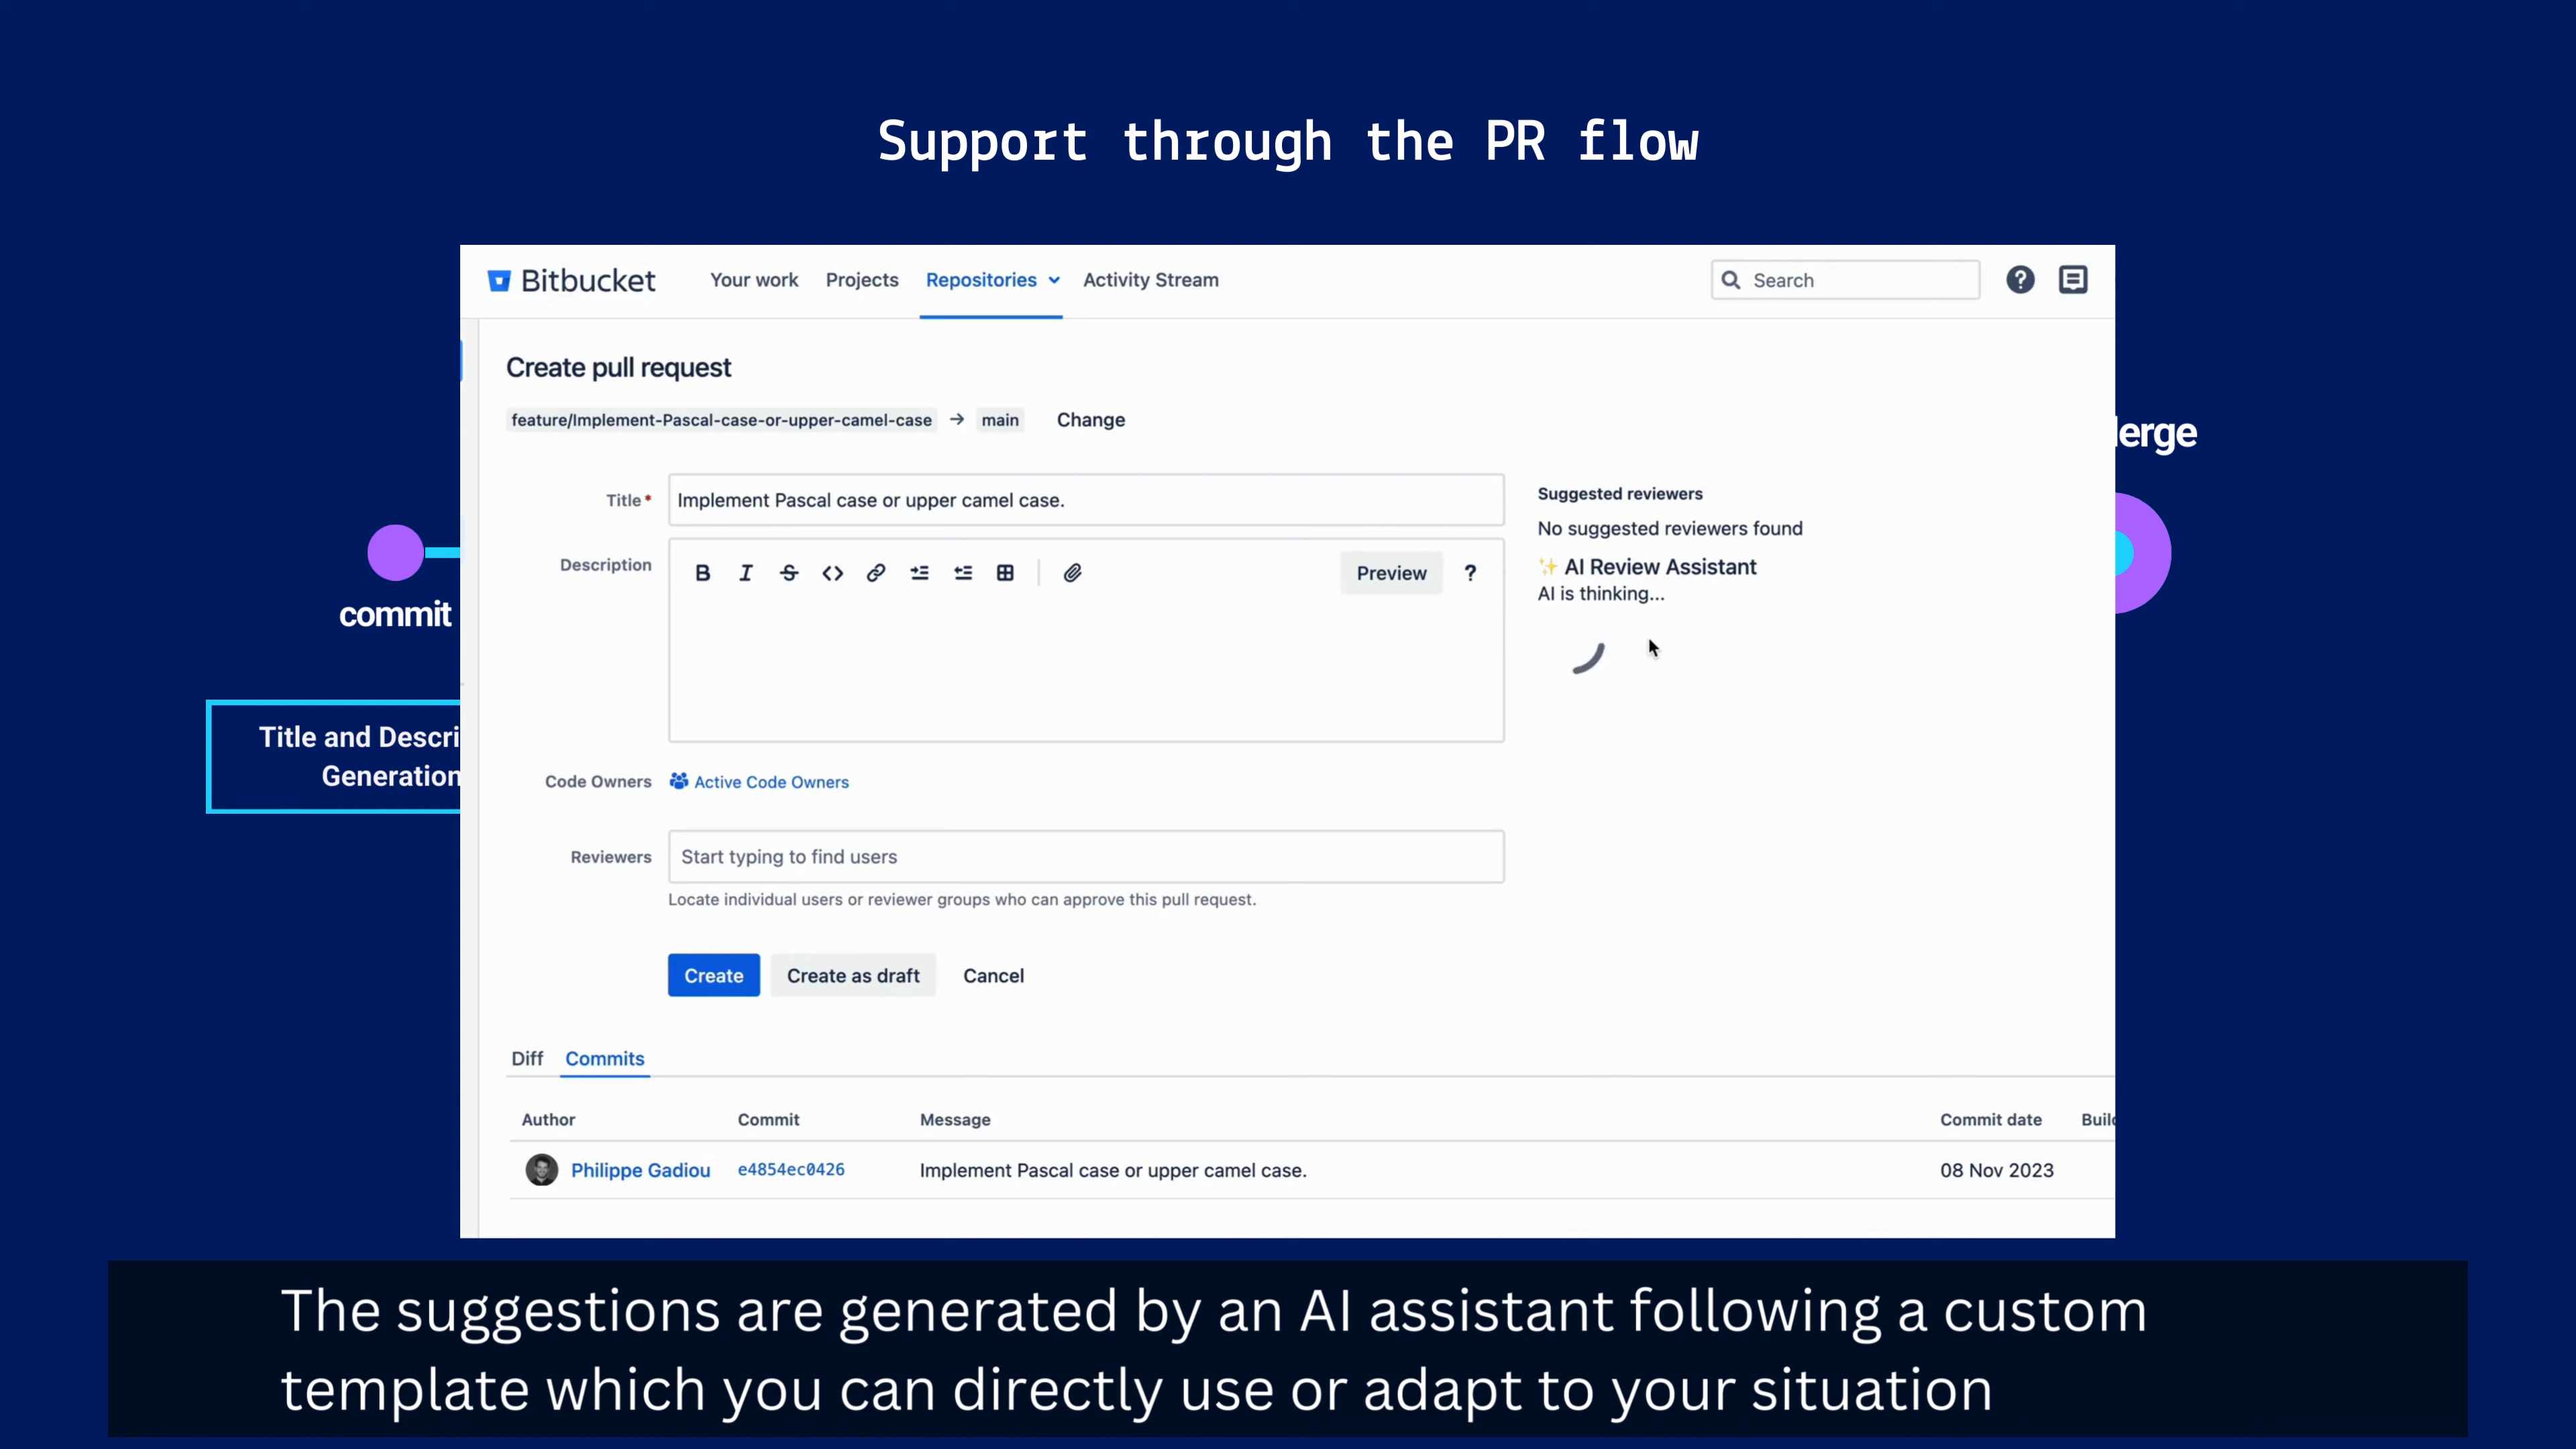 Support through the PR flow
Bitbucket
Your work Projects Repositories Activity Stream
Search
Create pull request
feature/Implement-Pascal-case-or-upper-camel-case → main Change
Title* Implement Pascal case or upper camel case.
Description
B I S <> Preview ?
Suggested reviewers
No suggested reviewers found
✨ AI Review Assistant
AI is thinking...
Code Owners Active Code Owners
Reviewers Start typing to find users
Locate individual users or reviewer groups who can approve this pull request.
Create Create as draft Cancel
Diff Commits
Author Commit Message Commit date Build
Philippe Gadiou e4854ec0426 Implement Pascal case or upper camel case. 08 Nov 2023
commit
Title and Descri
Generation
erge
The suggestions are generated by an AI assistant following a custom
template which you can directly use or adapt to your situation